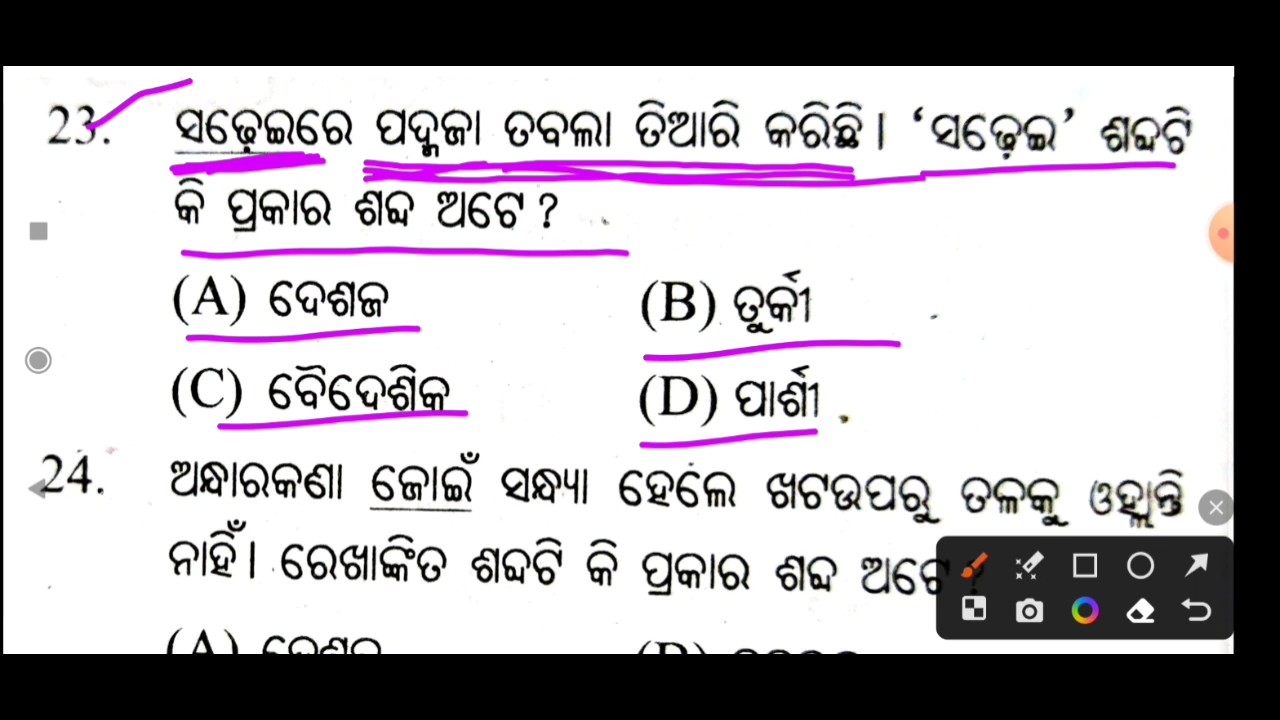 23. ସଢ଼େଇରେ ପଦ୍ମଜା ତବଲା ତିଆରି କରିଛି। ‘ସଢ଼େଇ’ ଶବ୍ଦଟି
କି ପ୍ରକାର ଶବ୍ଦ ଅଟେ ?
(A) ଦେଶଜ (B) ତୁର୍କୀ
(C) ବୈଦେଶିକ (D) ପାର୍ଶୀ
24. ଅନ୍ଧାରକଣା ଜୋଇଁ ସନ୍ଧ୍ୟା ହେଲେ ଖଟଉପରୁ ତଳକୁ ଓହ୍ଲାନ୍ତି
ନାହିଁ। ରେଖାଙ୍କିତ ଶବ୍ଦଟି କି ପ୍ରକାର ଶବ୍ଦ ଅଟେ ?
(A) ଦେଶଜ (B)